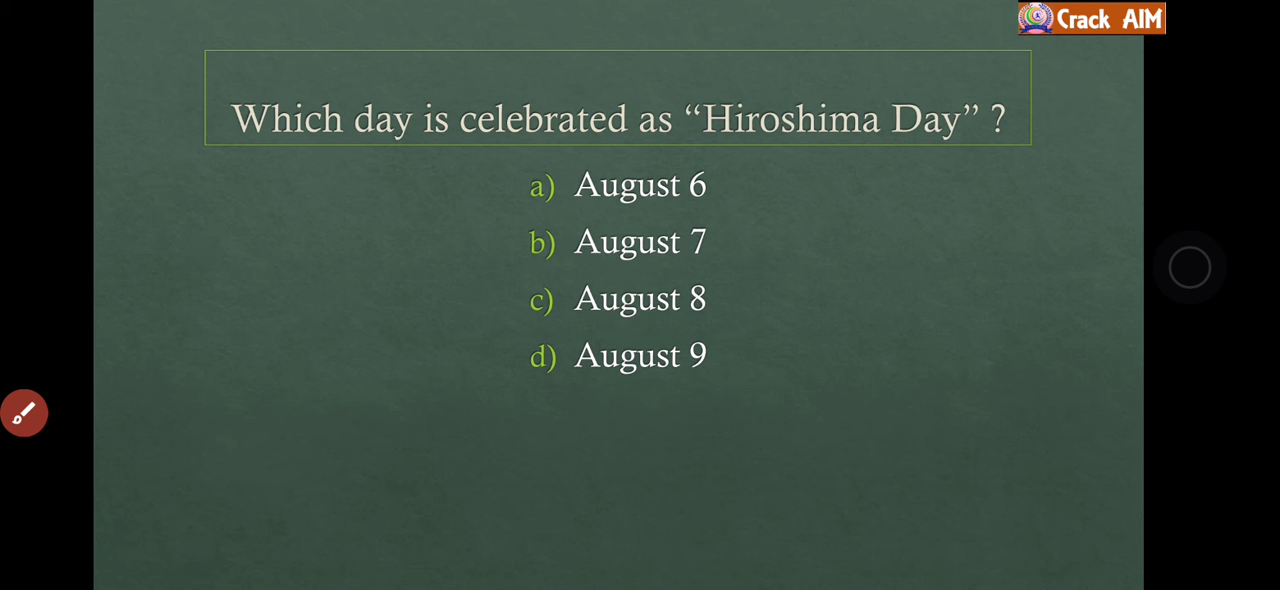 Crack AIM
Which day is celebrated as “Hiroshima Day” ?
a) August 6
b) August 7
c) August 8
d) August 9